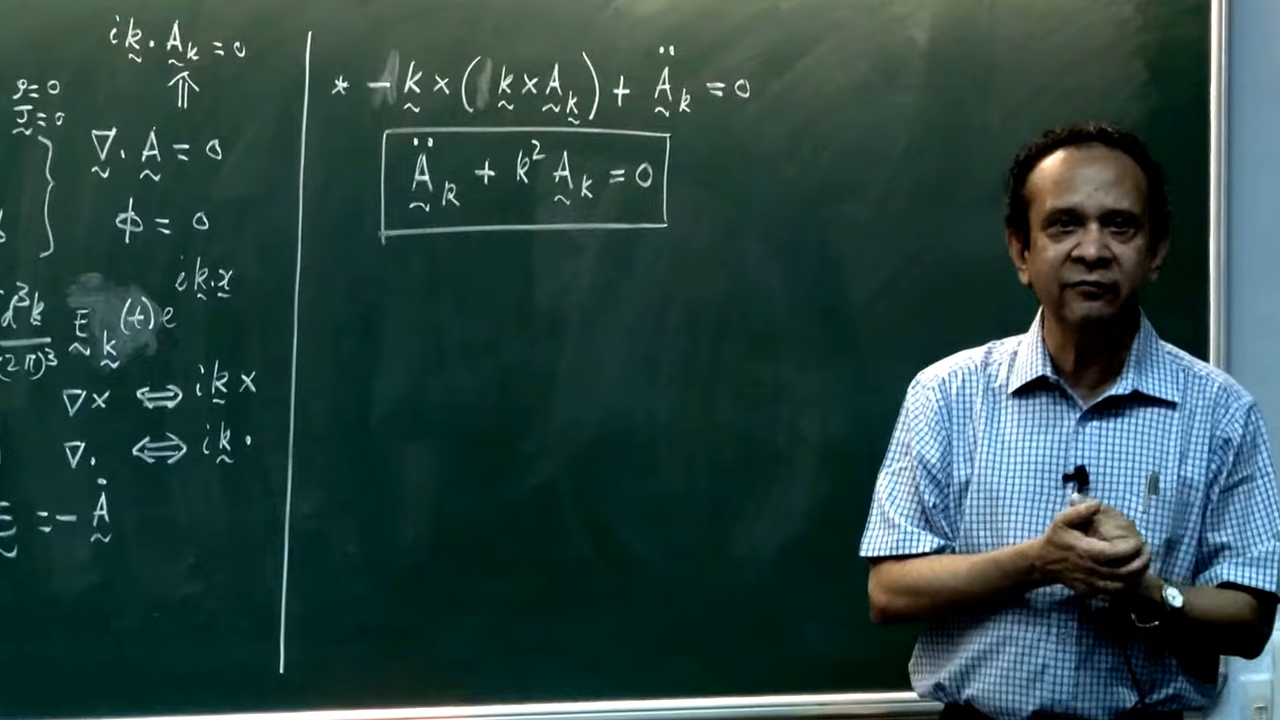 ik · A_k = 0
ρ = 0
J = 0
∇ · A = 0
φ = 0
d³k/(2π)³ E_k(t) e^{ik·x}
∇ × ⟺ ik ×
∇ · ⟺ ik ·
E = − Ȧ
* − k × (k × A_k) + Ä_k = 0
Ä_k + k² A_k = 0